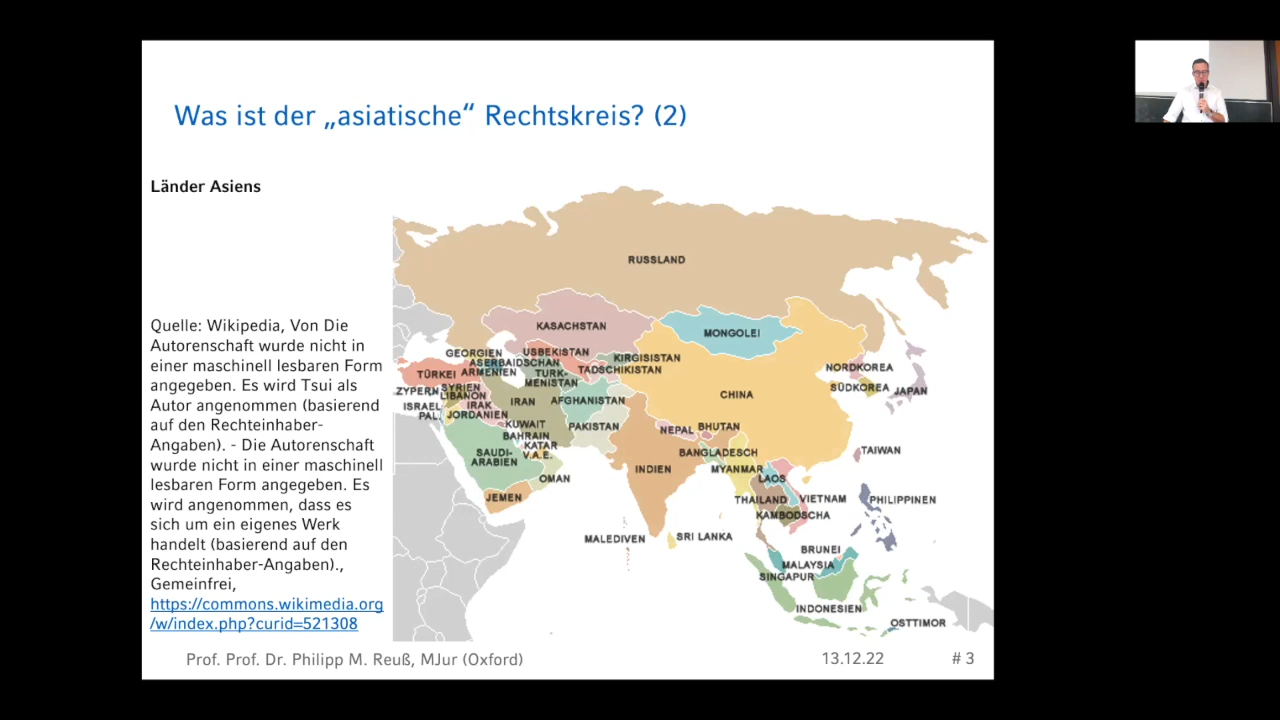 Was ist der „asiatische“ Rechtskreis? (2)
Länder Asiens
Quelle: Wikipedia, Von Die
Autorenschaft wurde nicht in
einer maschinell lesbaren Form
angegeben. Es wird Tsui als
Autor angenommen (basierend
auf den Rechteinhaber-
Angaben). - Die Autorenschaft
wurde nicht in einer maschinell
lesbaren Form angegeben. Es
wird angenommen, dass es
sich um ein eigenes Werk
handelt (basierend auf den
Rechteinhaber-Angaben).,
Gemeinfrei,
https://commons.wikimedia.org
/w/index.php?curid=521308
RUSSLAND
KASACHSTAN
MONGOLEI
GEORGIEN
USBEKISTAN
KIRGISISTAN
ASERBAIDSCHAN
TÜRKEI
ARMENIEN
TURK-
MENISTAN
TADSCHIKISTAN
NORDKOREA
SÜDKOREA
JAPAN
ZYPERN
SYRIEN
LIBANON
IRAK
IRAN
AFGHANISTAN
CHINA
ISRAEL
PAL.
JORDANIEN
KUWAIT
PAKISTAN
NEPAL
BHUTAN
BAHRAIN
KATAR
V.A.E.
SAUDI-
ARABIEN
BANGLADESCH
TAIWAN
INDIEN
MYANMAR
LAOS
OMAN
JEMEN
THAILAND
VIETNAM
PHILIPPINEN
KAMBODSCHA
MALEDIVEN
SRI LANKA
BRUNEI
MALAYSIA
SINGAPUR
INDONESIEN
OSTTIMOR
Prof. Prof. Dr. Philipp M. Reuß, MJur (Oxford)
13.12.22
# 3